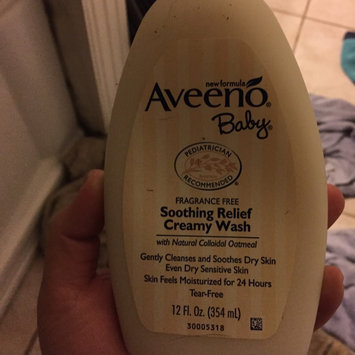 new formula
Aveeno®
Baby®
PEDIATRICIAN
RECOMMENDED
FRAGRANCE FREE
Soothing Relief
Creamy Wash
with Natural Colloidal Oatmeal
Gently Cleanses and Soothes Dry Skin
Even Dry Sensitive Skin
Skin Feels Moisturized for 24 Hours
Tear-Free
12 Fl. Oz. (354 mL)
30005318